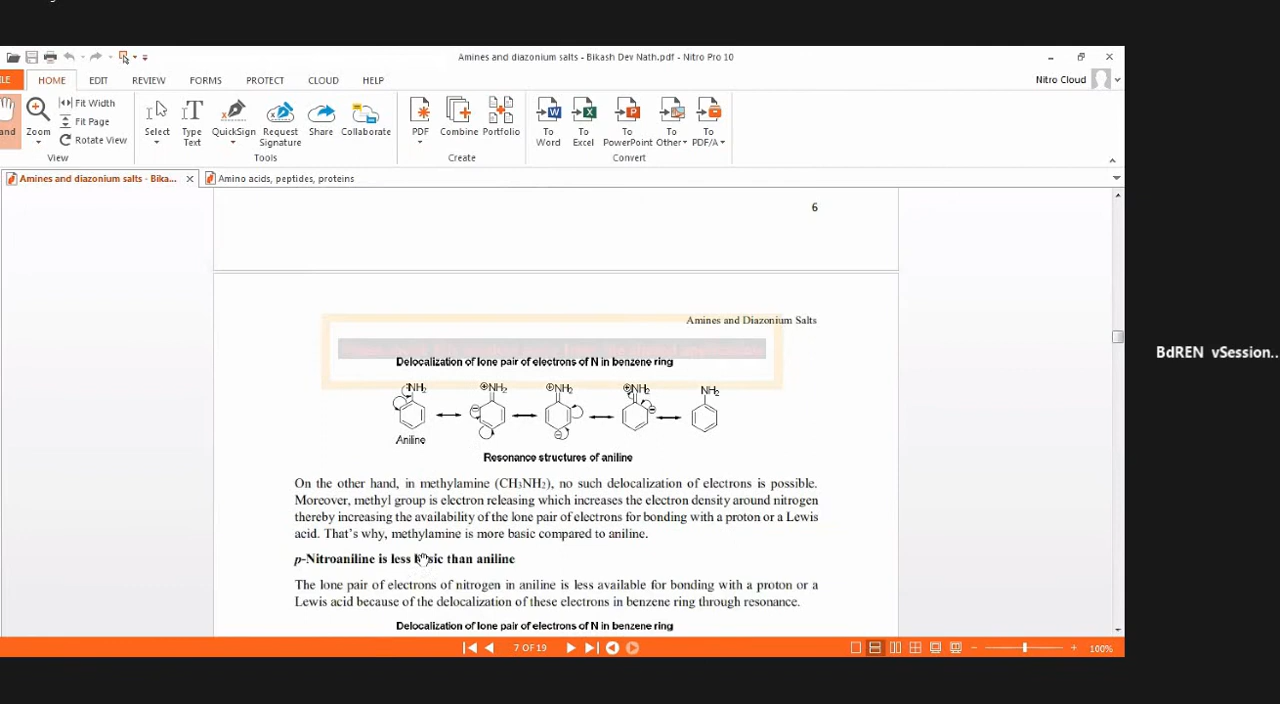 Amines and diazonium salts - Bikash Dev Nath.pdf - Nitro Pro 10
HOME EDIT REVIEW FORMS PROTECT CLOUD HELP
Nitro Cloud
Zoom
Fit Width
Fit Page
Rotate View
View
Select
Type Text
QuickSign
Request Signature
Share
Collaborate
Tools
PDF
Combine
Portfolio
Create
To Word
To Excel
To PowerPoint
To Other
To PDF/A
Convert
Amines and diazonium salts - Bika...
Amino acids, peptides, proteins
6
Amines and Diazonium Salts
Delocalization of lone pair of electrons of N in benzene ring
NH2 ⊕NH2 ⊕NH2 ⊕NH2 NH2
Aniline
Resonance structures of aniline
On the other hand, in methylamine (CH3NH2), no such delocalization of electrons is possible.
Moreover, methyl group is electron releasing which increases the electron density around nitrogen
thereby increasing the availability of the lone pair of electrons for bonding with a proton or a Lewis
acid. That's why, methylamine is more basic compared to aniline.
p-Nitroaniline is less basic than aniline
The lone pair of electrons of nitrogen in aniline is less available for bonding with a proton or a
Lewis acid because of the delocalization of these electrons in benzene ring through resonance.
Delocalization of lone pair of electrons of N in benzene ring
7 OF 19
100%
BdREN vSession...